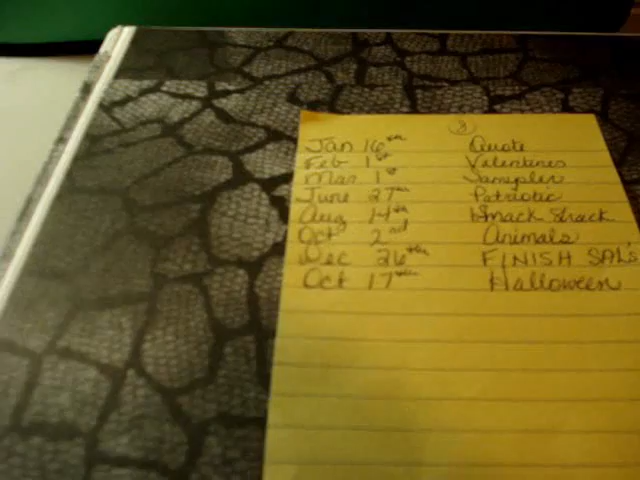 3
Jan 16th Quote
Feb 1st Valentines
Mar 1st Sampler
June 27th Patriotic
Aug 14th Shack
Oct 2nd Animals
Dec 26th FINISH SAL's
Oct 17th Halloween